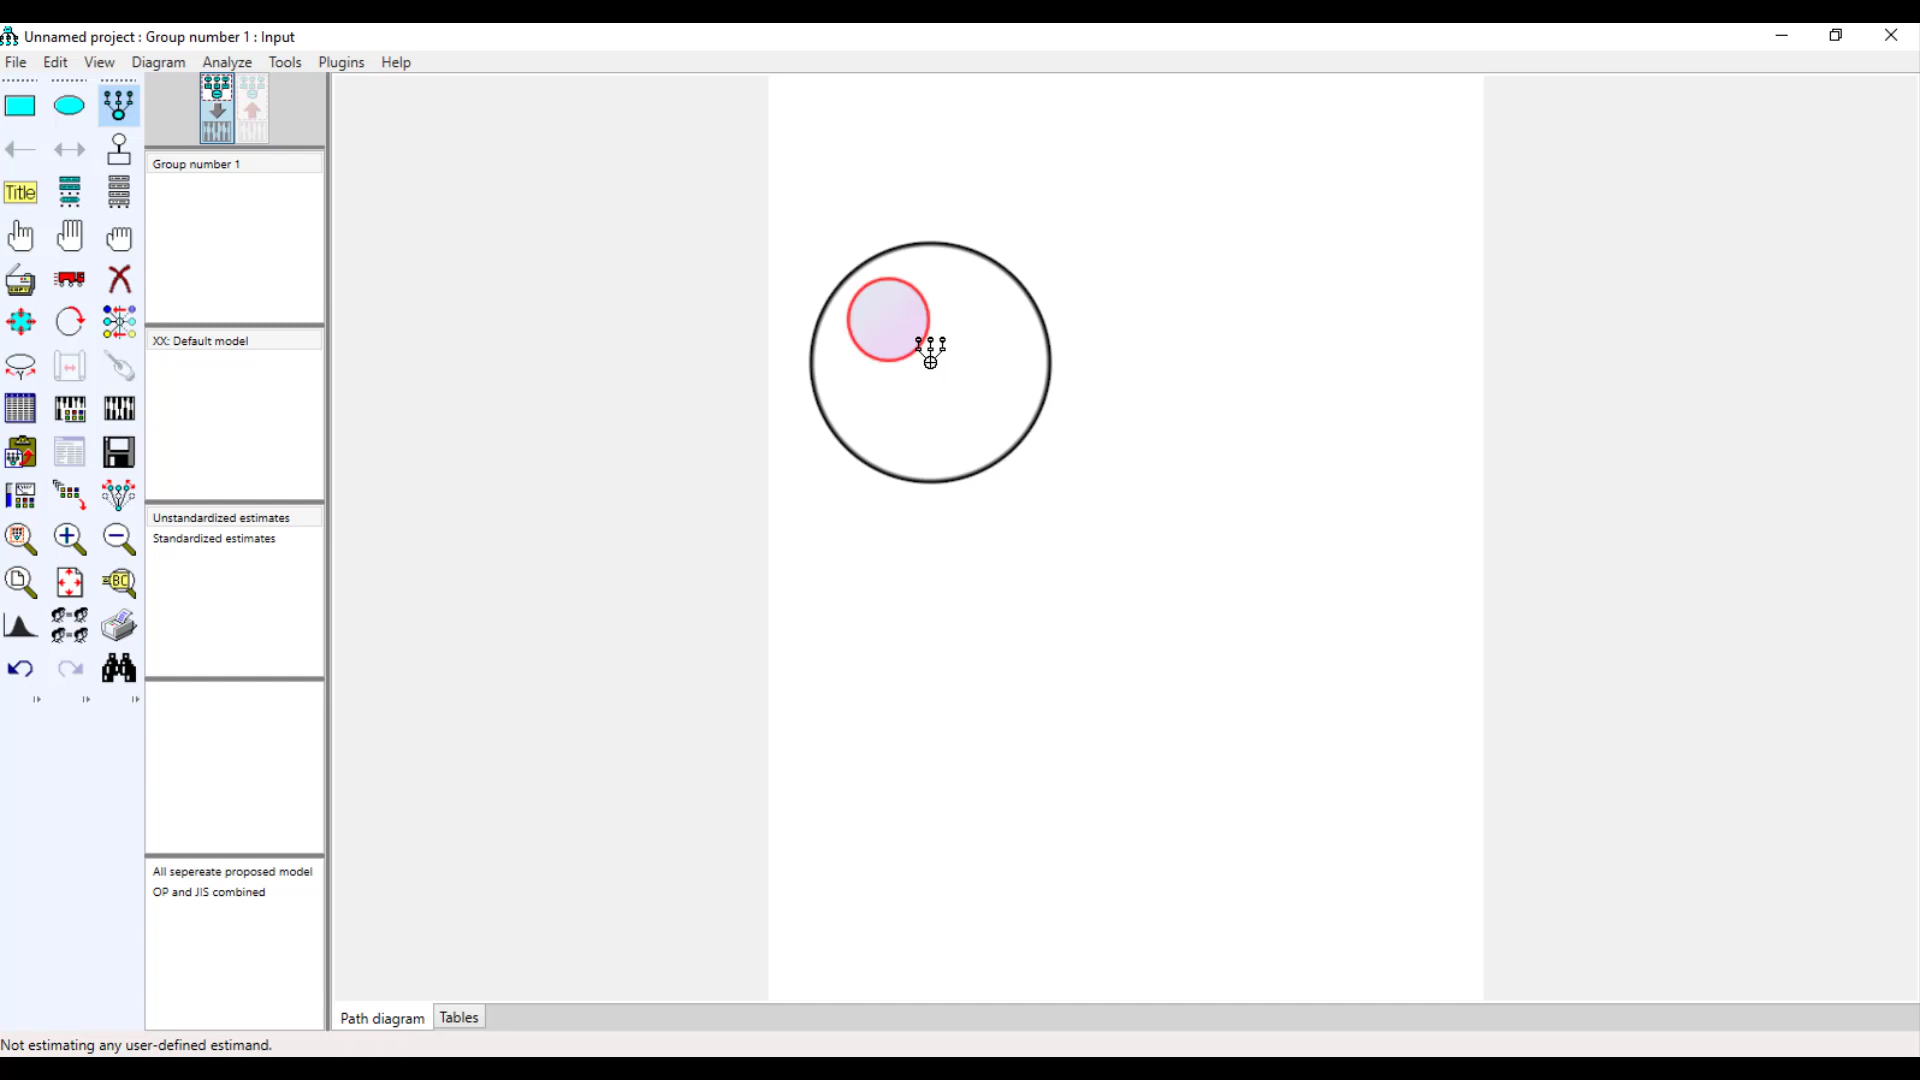 Unnamed project : Group number 1 : Input
File Edit View Diagram Analyze Tools Plugins Help
Title
Group number 1
XX: Default model
Unstandardized estimates
Standardized estimates
All sepereate proposed model
OP and JIS combined
Path diagram Tables
Not estimating any user-defined estimand.